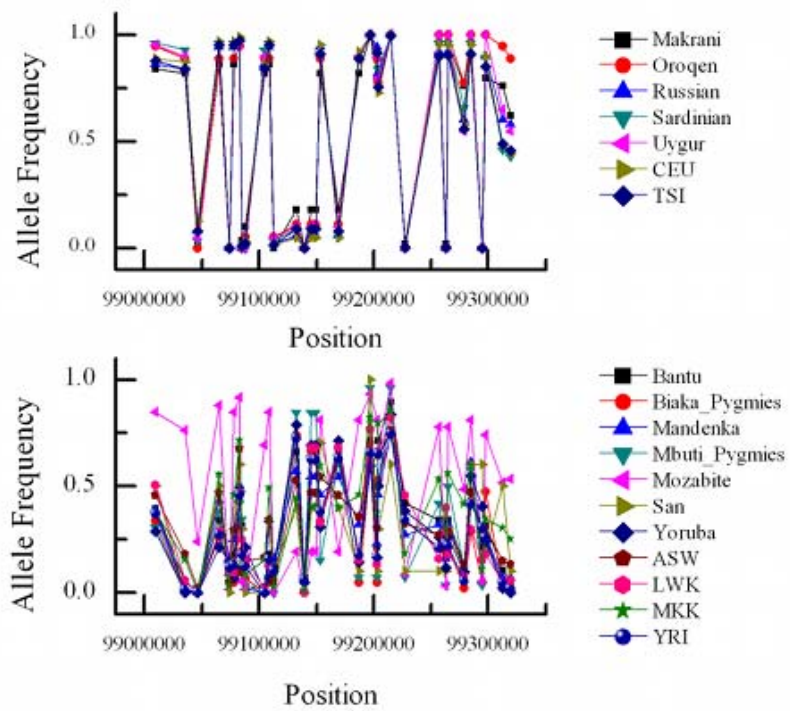 Allele Frequency
1.0
0.5
0.0
99000000 99100000 99200000 99300000
Position
Makrani
Oroqen
Russian
Sardinian
Uygur
CEU
TSI
Allele Frequency
1.0
0.5
0.0
99000000 99100000 99200000 99300000
Position
Bantu
Biaka_Pygmies
Mandenka
Mbuti_Pygmies
Mozabite
San
Yoruba
ASW
LWK
MKK
YRI